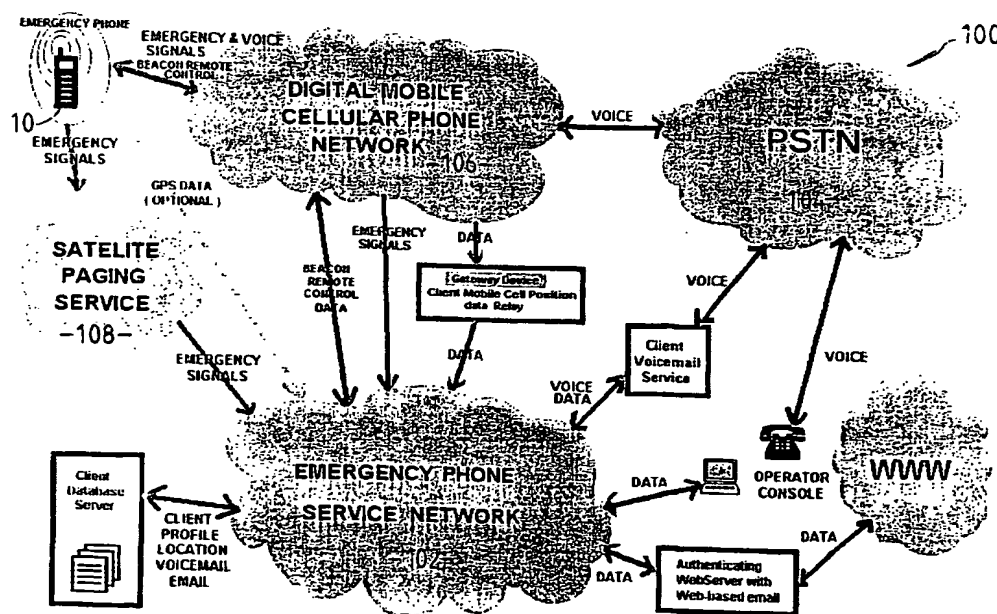 EMERGENCY PHONE
10
EMERGENCY & VOICE
SIGNALS
BEACON REMOTE
CONTROL
EMERGENCY
SIGNALS
100
DIGITAL MOBILE
CELLULAR PHONE
NETWORK
106
VOICE
PSTN
104
GPS DATA
( OPTIONAL )
SATELITE
PAGING
SERVICE
-108-
EMERGENCY
SIGNALS
BEACON
REMOTE
CONTROL
DATA
EMERGENCY
SIGNALS
DATA
Gateway Device
Client Mobile Cell Position
data Relay
DATA
VOICE
Client
Voicemail
Service
VOICE
DATA
VOICE
Client
Database
Server
CLIENT
PROFILE
LOCATION
VOICEMAIL
EMAIL
EMERGENCY PHONE
SERVICE NETWORK
102
DATA
OPERATOR
CONSOLE
WWW
DATA
Authenticating
WebServer with
Web-based email
DATA